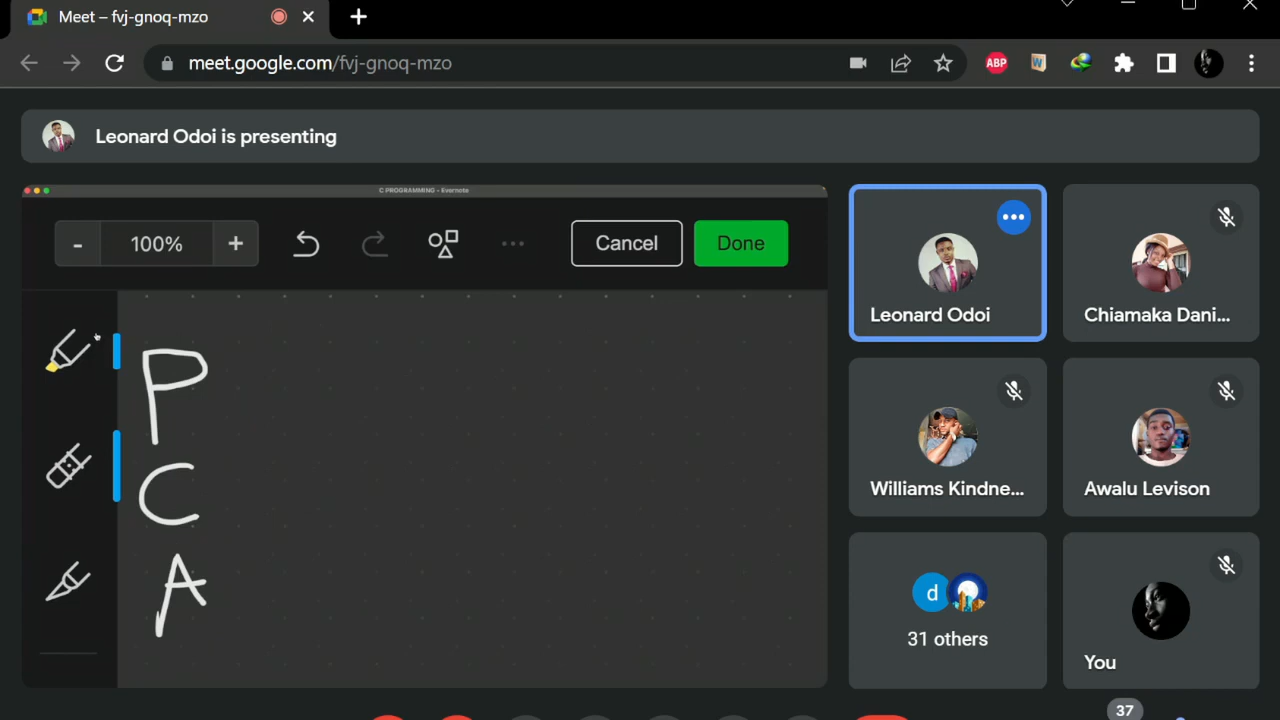 Meet – fvj-gnoq-mzo
meet.google.com/fvj-gnoq-mzo
ABP
W
Leonard Odoi is presenting
C PROGRAMMING - Evernote
- 100% +
Cancel
Done
P
C
A
Leonard Odoi
Chiamaka Dani...
Williams Kindne...
Awalu Levison
d
31 others
You
37